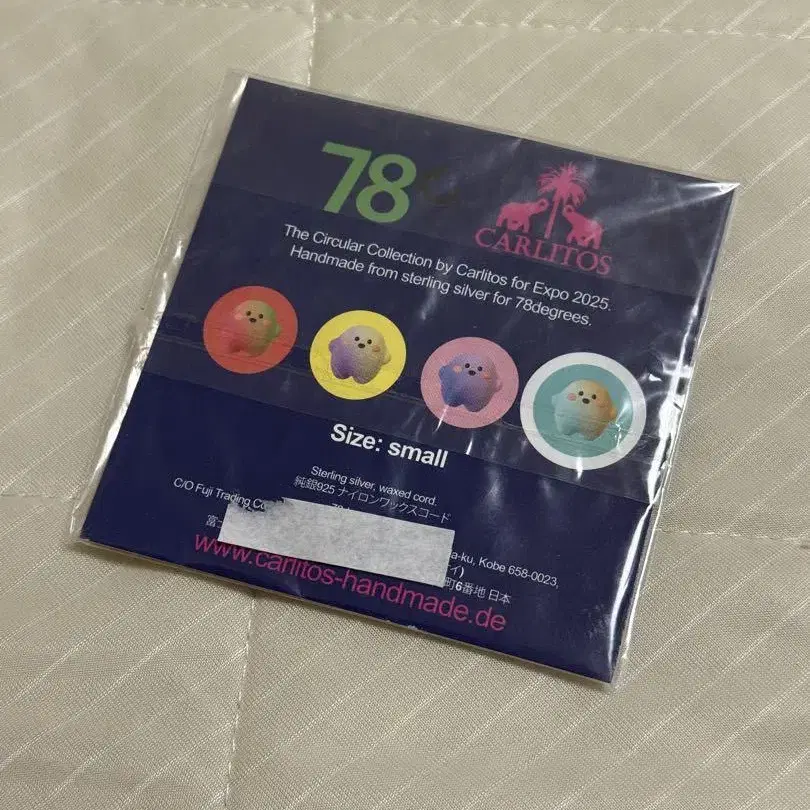 78°
CARLITOS
The Circular Collection by Carlitos for Expo 2025.
Handmade from sterling silver for 78degrees.
Size: small
Sterling silver, waxed cord.
純銀925 ナイロンワックスコード
C/O Fuji Trading
a-ku, Kobe 658-0023,
富士
町6番地 日本
www.carlitos-handmade.de